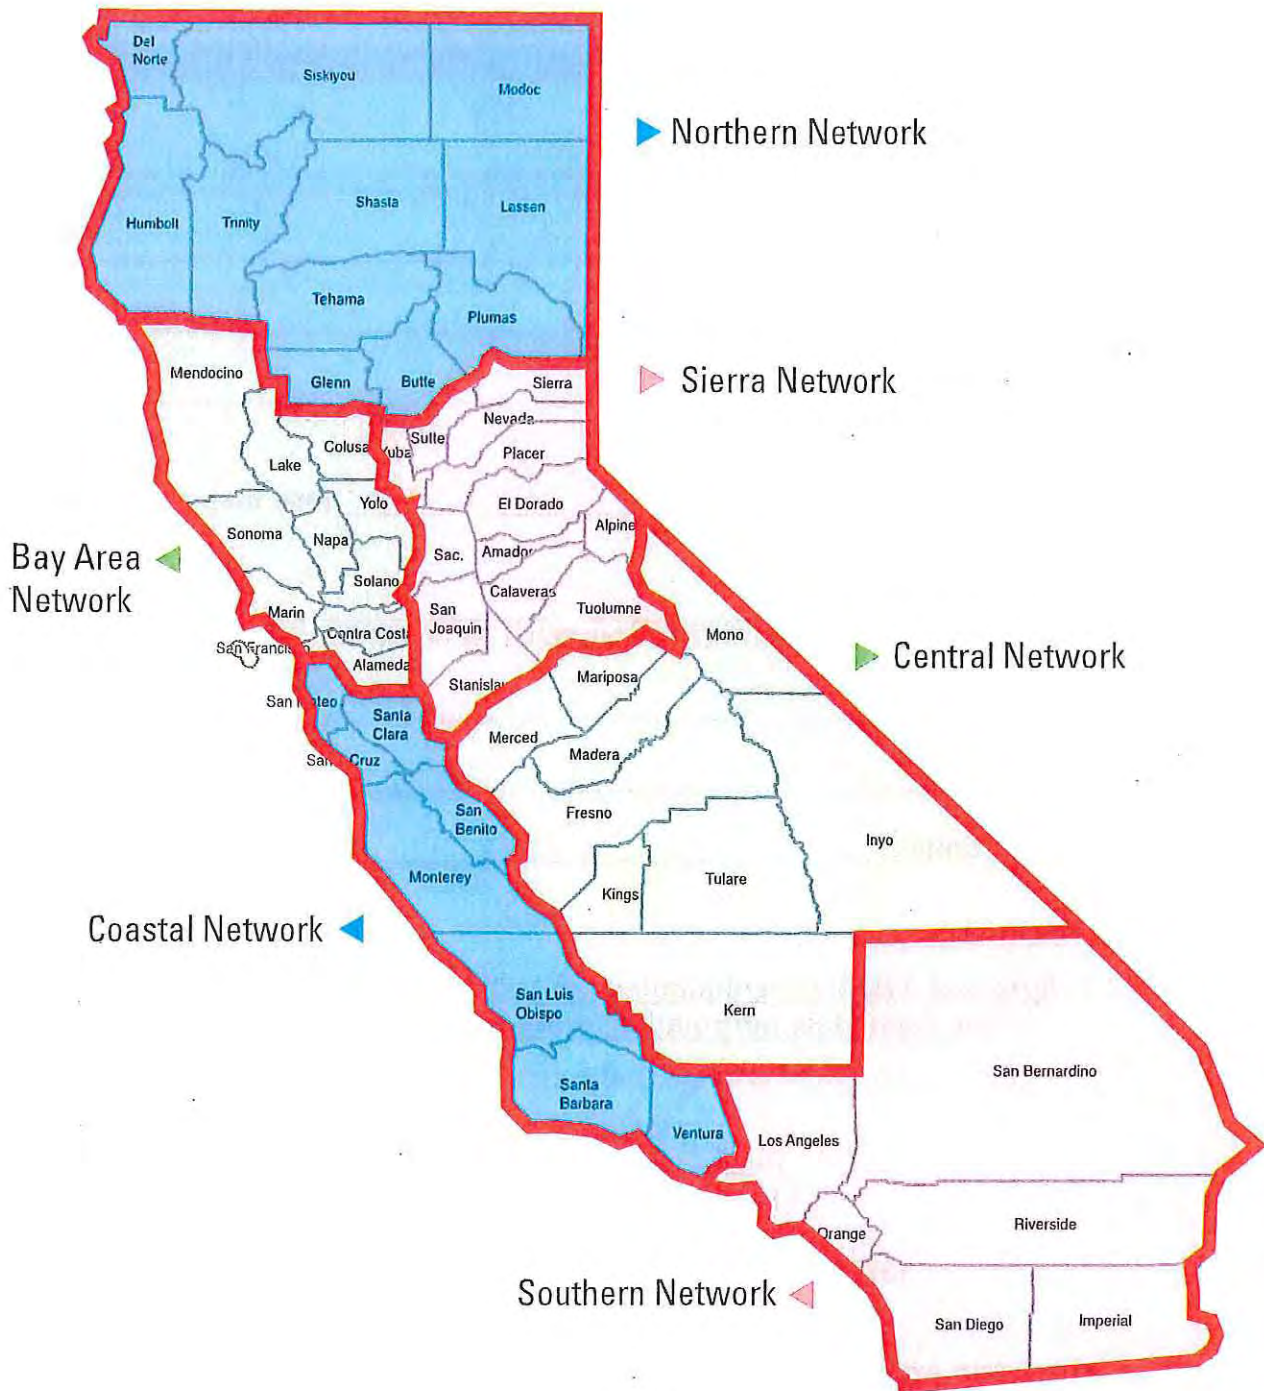 Del
Norte
Siskiyou
Modoc
Northern Network
Humbolt
Trinity
Shasta
Lassen
Tehama
Plumas
Glenn
Butte
Sierra Network
Mendocino
Sierra
Nevada
Colusa
Yuba
Sutte
Placer
Lake
Yolo
El Dorado
Sonoma
Napa
Alpine
Bay Area
Network
Sac.
Amador
Solano
Calaveras
Marin
San
Joaquin
Tuolumne
Contra Costa
San Francisco
Alameda
Mono
Central Network
Stanislau
Mariposa
San Mateo
Santa
Clara
Merced
Madera
San Cruz
San
Benito
Fresno
Inyo
Monterey
Kings
Tulare
Coastal Network
San Luis
Obispo
Kern
San Bernardino
Santa
Barbara
Ventura
Los Angeles
Orange
Riverside
Southern Network
San Diego
Imperial